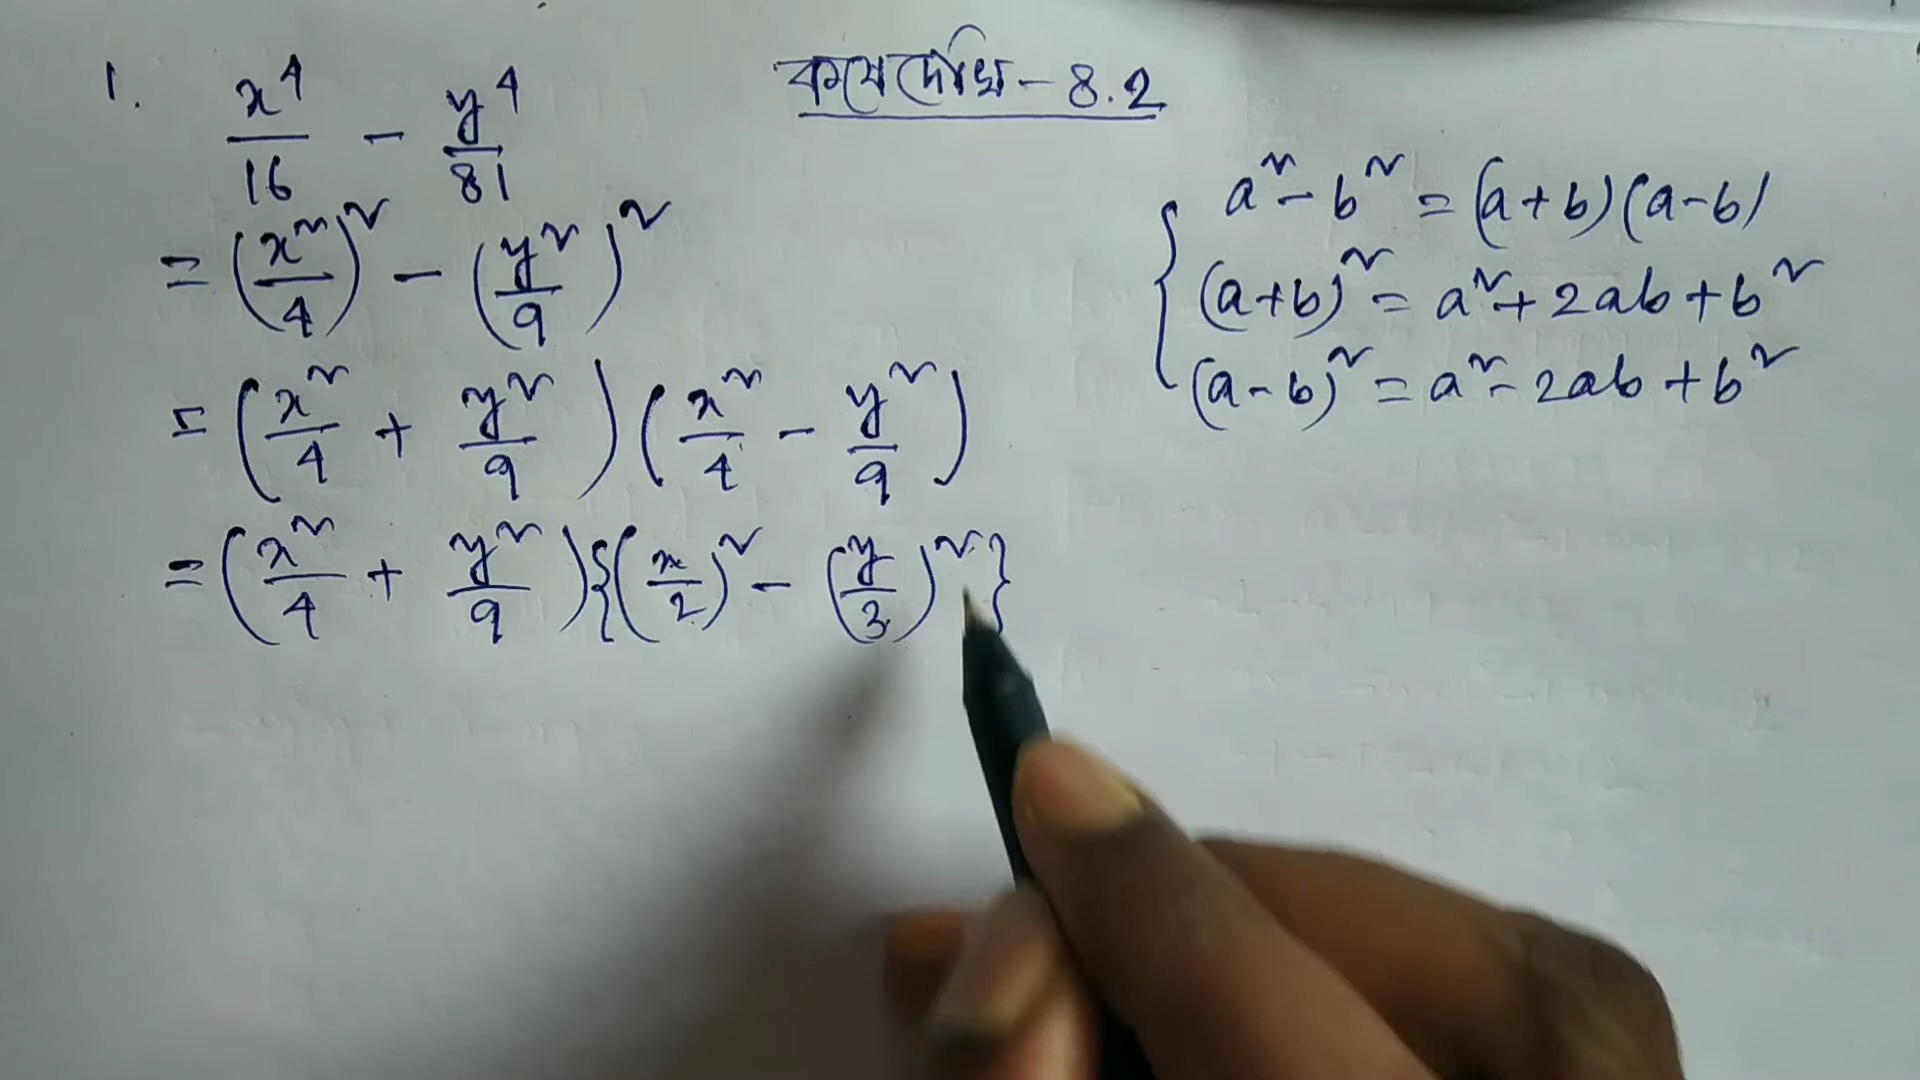 কষে দেখি - 8.2
1. x⁴/16 - y⁴/81
= (x²/4)² - (y²/9)²
= (x²/4 + y²/9)(x²/4 - y²/9)
= (x²/4 + y²/9){(x/2)² - (y/3)²}
a² - b² = (a+b)(a-b)
(a+b)² = a² + 2ab + b²
(a-b)² = a² - 2ab + b²